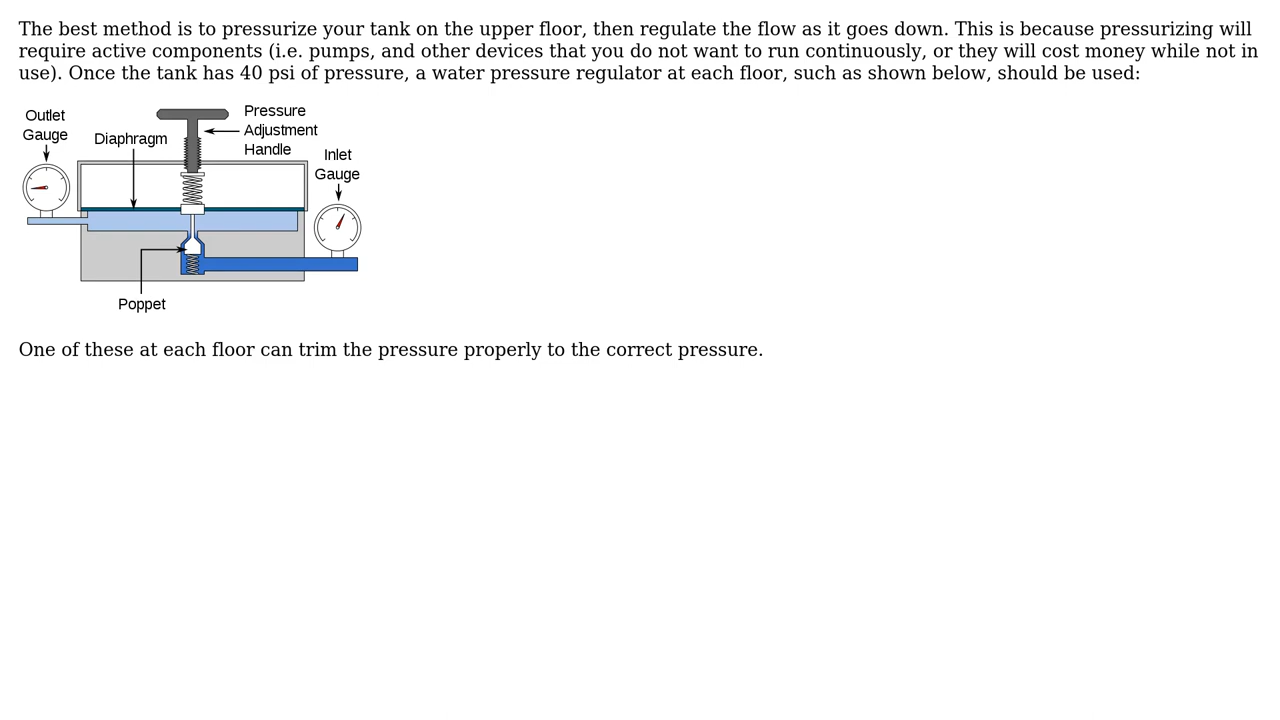 The best method is to pressurize your tank on the upper floor, then regulate the flow as it goes down. This is because pressurizing will
require active components (i.e. pumps, and other devices that you do not want to run continuously, or they will cost money while not in
use). Once the tank has 40 psi of pressure, a water pressure regulator at each floor, such as shown below, should be used:
Outlet
Gauge
Diaphragm
Pressure
Adjustment
Handle
Inlet
Gauge
Poppet
One of these at each floor can trim the pressure properly to the correct pressure.